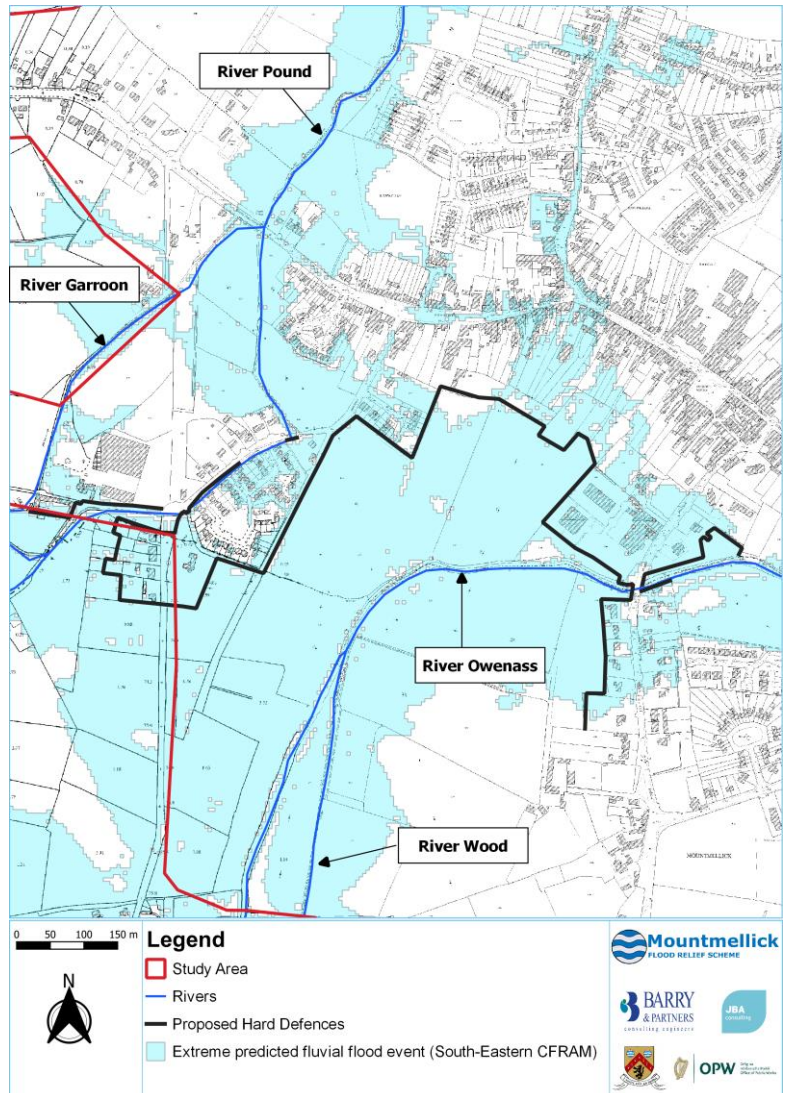 River Pound
River Garroon
River Owenass
River Wood
MOUNTMELLICK
0 50 100 150 m
N
Legend
Study Area
Rivers
Proposed Hard Defences
Extreme predicted fluvial flood event (South-Eastern CFRAM)
Mountmellick
FLOOD RELIEF SCHEME
BARRY
& PARTNERS
consulting engineers
JBA
consulting
OPW